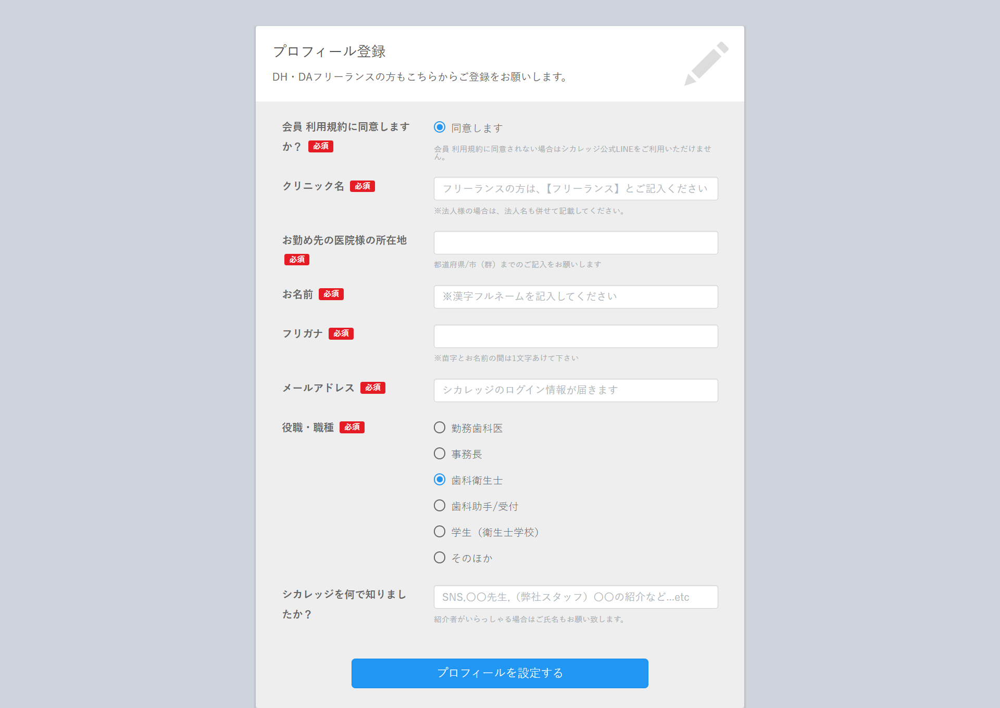 プロフィール登録
DH・DAフリーランスの方もこちらからご登録をお願いします。
会員 利用規約に同意します
か？ 必須
同意します
会員 利用規約に同意されない場合はシカレッジ公式LINEをご利用いただけませ
ん。
クリニック名 必須
フリーランスの方は、【フリーランス】とご記入ください
※法人様の場合は、法人名も併せて記載してください。
お勤め先の医院様の所在地
必須
都道府県/市（群）までのご記入をお願いします
お名前 必須
※漢字フルネームを記入してください
フリガナ 必須
※苗字とお名前の間は1文字あけて下さい
メールアドレス 必須
シカレッジのログイン情報が届きます
役職・職種 必須
勤務歯科医
事務長
歯科衛生士
歯科助手/受付
学生（衛生士学校）
そのほか
シカレッジを何で知りまし
たか？
SNS,〇〇先生,（弊社スタッフ）〇〇の紹介など...etc
紹介者がいらっしゃる場合はご氏名もお願い致します。
プロフィールを設定する